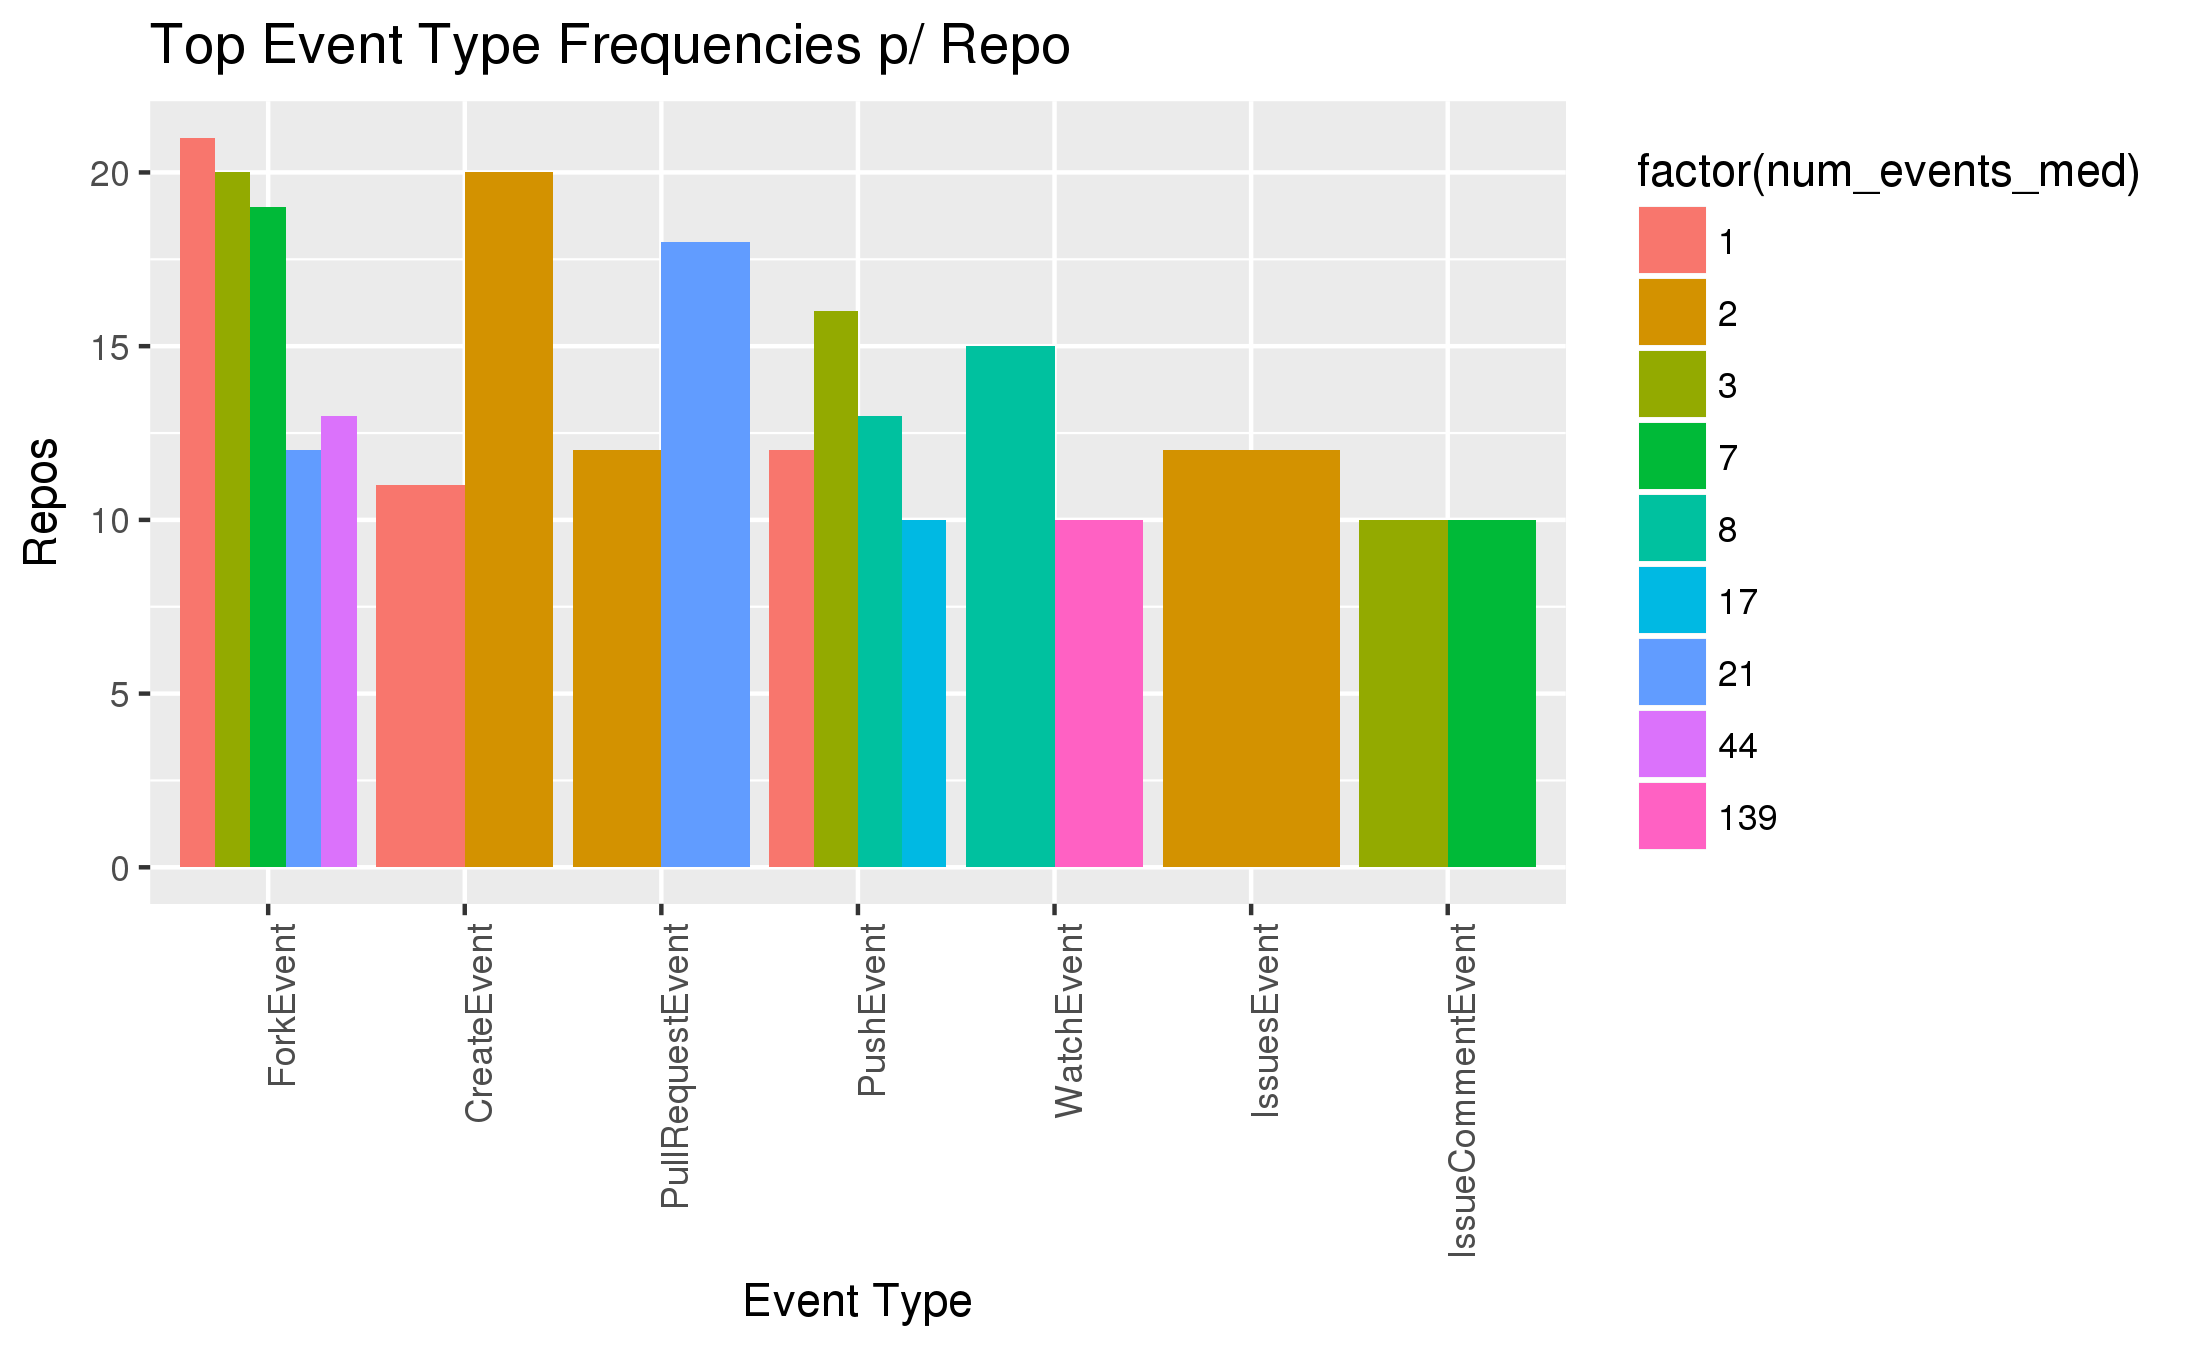 Top Event Type Frequencies p/ Repo
Repos
20
15
10
5
0
ForkEvent
CreateEvent
PullRequestEvent
PushEvent
WatchEvent
IssuesEvent
IssueCommentEvent
Event Type
factor(num_events_med)
1
2
3
7
8
17
21
44
139